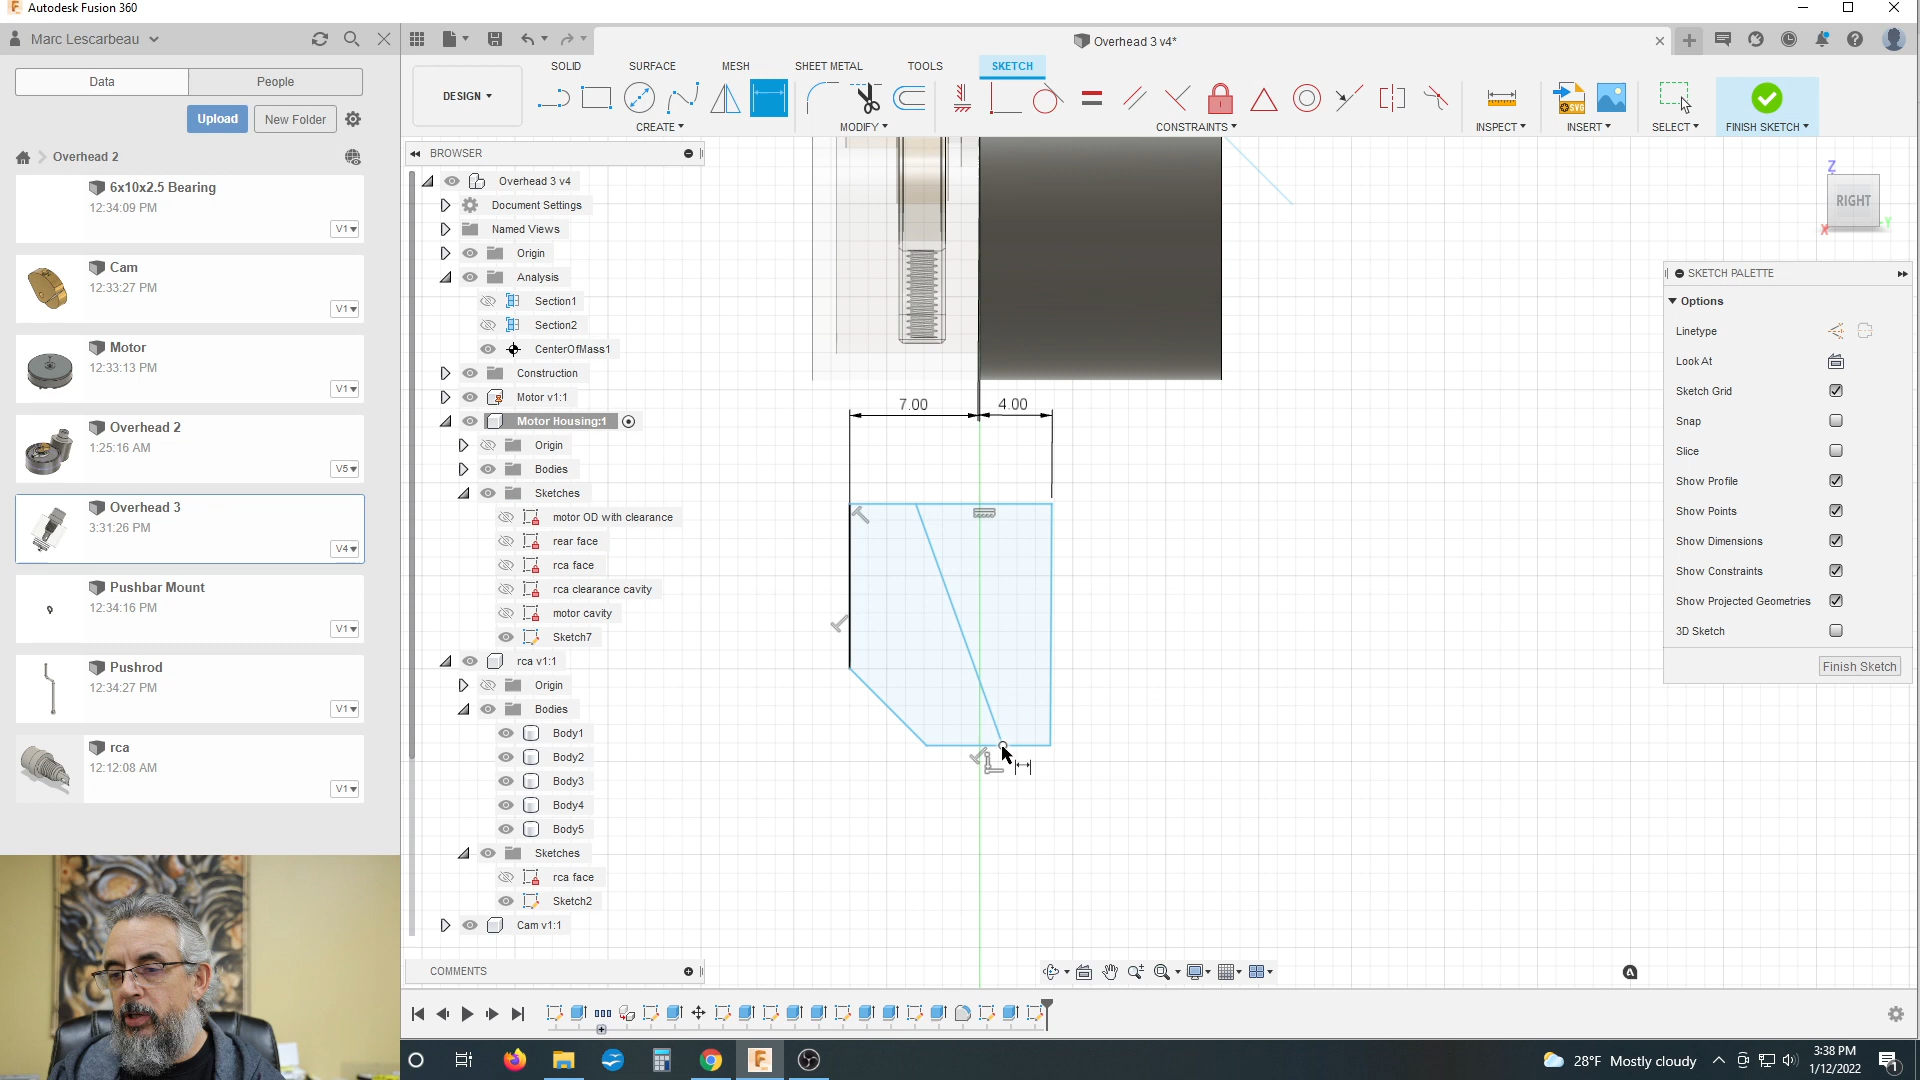 Autodesk Fusion 360
Marc Lescarbeau
Data
People
Upload
New Folder
Overhead 2
6x10x2.5 Bearing
12:34:09 PM
V1
Cam
12:33:27 PM
V1
Motor
12:33:13 PM
V1
Overhead 2
1:25:16 AM
V5
Overhead 3
3:31:26 PM
V4
Pushbar Mount
12:34:16 PM
V1
Pushrod
12:34:27 PM
V1
rca
12:12:08 AM
V1
Overhead 3 v4*
DESIGN
SOLID
SURFACE
MESH
SHEET METAL
TOOLS
SKETCH
CREATE
MODIFY
CONSTRAINTS
INSPECT
INSERT
SELECT
FINISH SKETCH
SVG
BROWSER
Overhead 3 v4
Document Settings
Named Views
Origin
Analysis
Section1
Section2
CenterOfMass1
Construction
Motor v1:1
Motor Housing:1
Origin
Bodies
Sketches
motor OD with clearance
rear face
rca face
rca clearance cavity
motor cavity
Sketch7
rca v1:1
Origin
Bodies
Body1
Body2
Body3
Body4
Body5
Sketches
rca face
Sketch2
Cam v1:1
COMMENTS
7.00
4.00
Z
RIGHT
X
Y
SKETCH PALETTE
Options
Linetype
Look At
Sketch Grid
Snap
Slice
Show Profile
Show Points
Show Dimensions
Show Constraints
Show Projected Geometries
3D Sketch
Finish Sketch
28°F Mostly cloudy
3:38 PM
1/12/2022
1